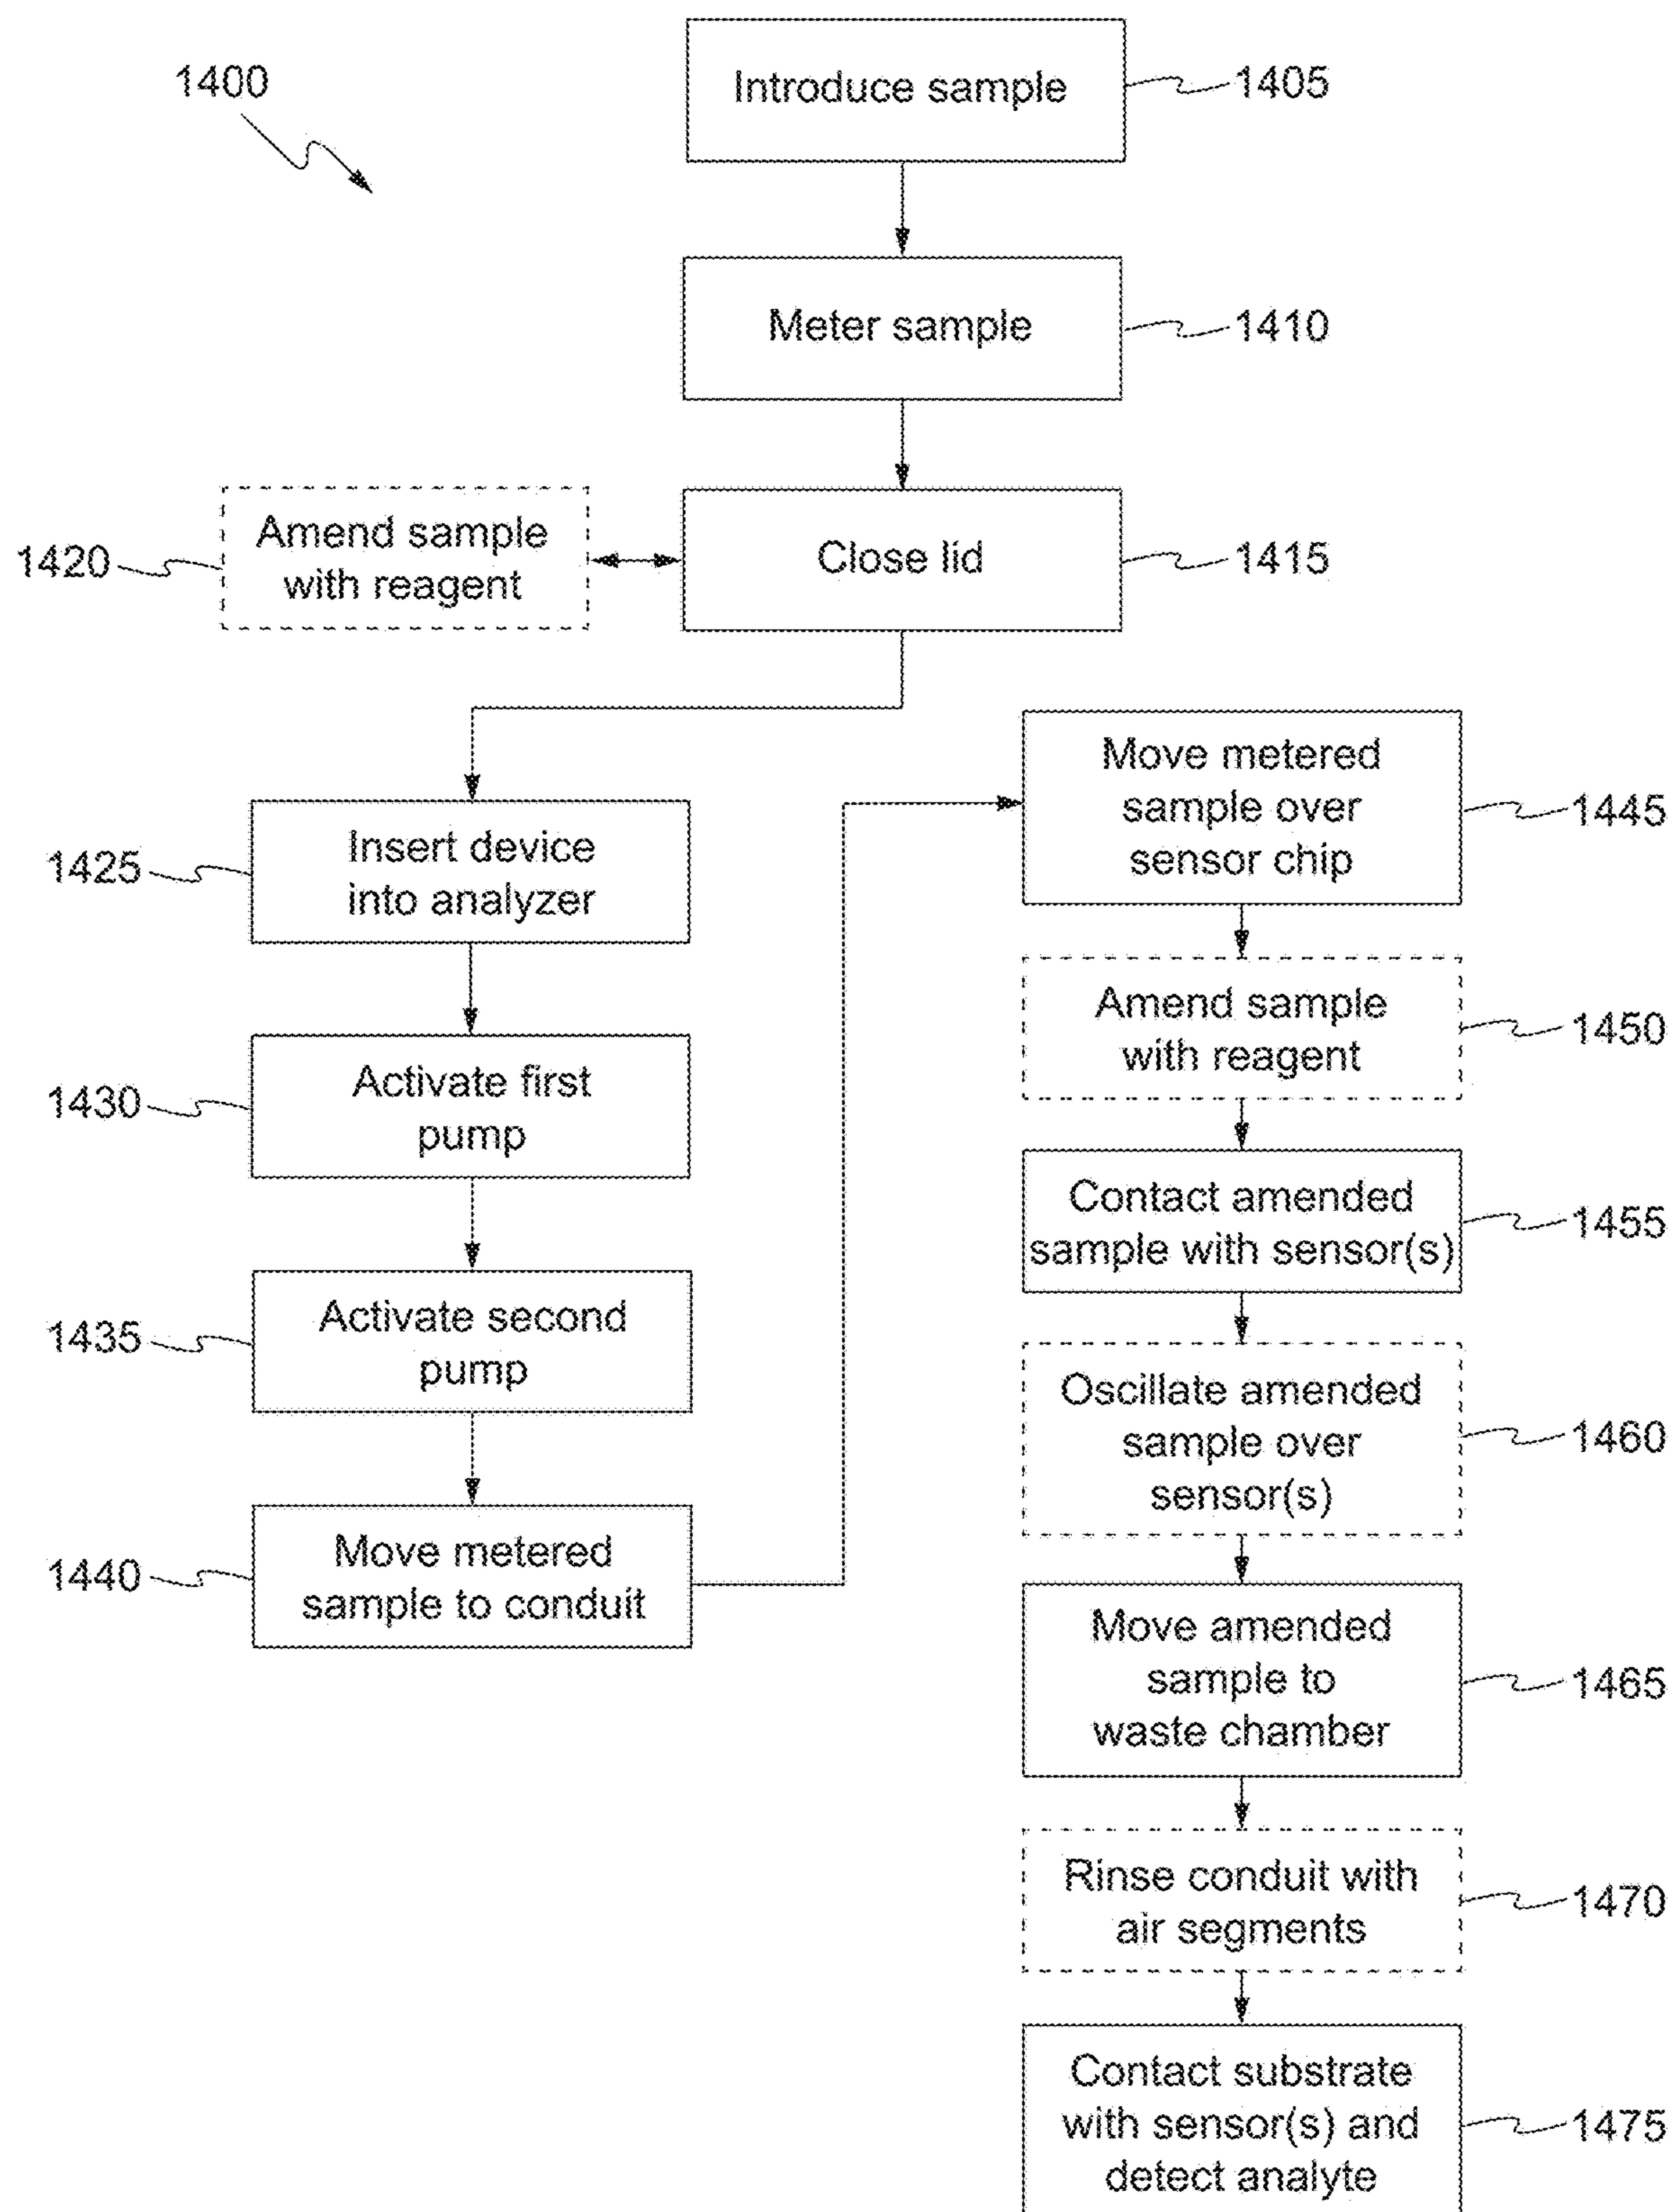 1400
Introduce sample
1405
Meter sample
1410
Close lid
1415
Amend sample
with reagent
1420
Insert device
into analyzer
1425
Activate first
pump
1430
Activate second
pump
1435
Move metered
sample to conduit
1440
Move metered
sample over
sensor chip
1445
Amend sample
with reagent
1450
Contact amended
sample with sensor(s)
1455
Oscillate amended
sample over
sensor(s)
1460
Move amended
sample to
waste chamber
1465
Rinse conduit with
air segments
1470
Contact substrate
with sensor(s) and
detect analyte
1475